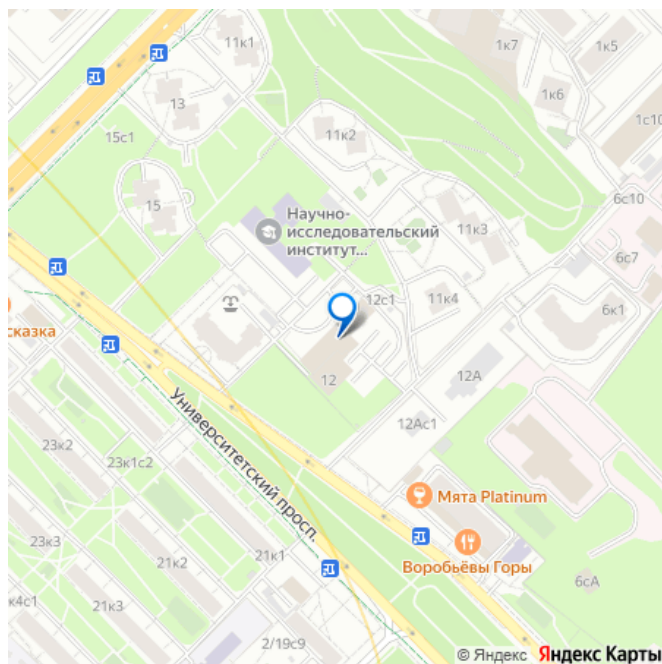 11к1
1к7
1к5
13
1к6
15с1
11к2
1с10
15
6с10
Научно-
исследовательский
институт...
11к3
6с7
12с1
11к4
6к1
сказка
12
12А
Университетский просп.
12Ас1
23к2
23к1с2
Мята Platinum
23к3
21к2
21к1
Воробьёвы Горы
6сА
к4с1
21к3
2/19с9
© Яндекс Яндекс Карты